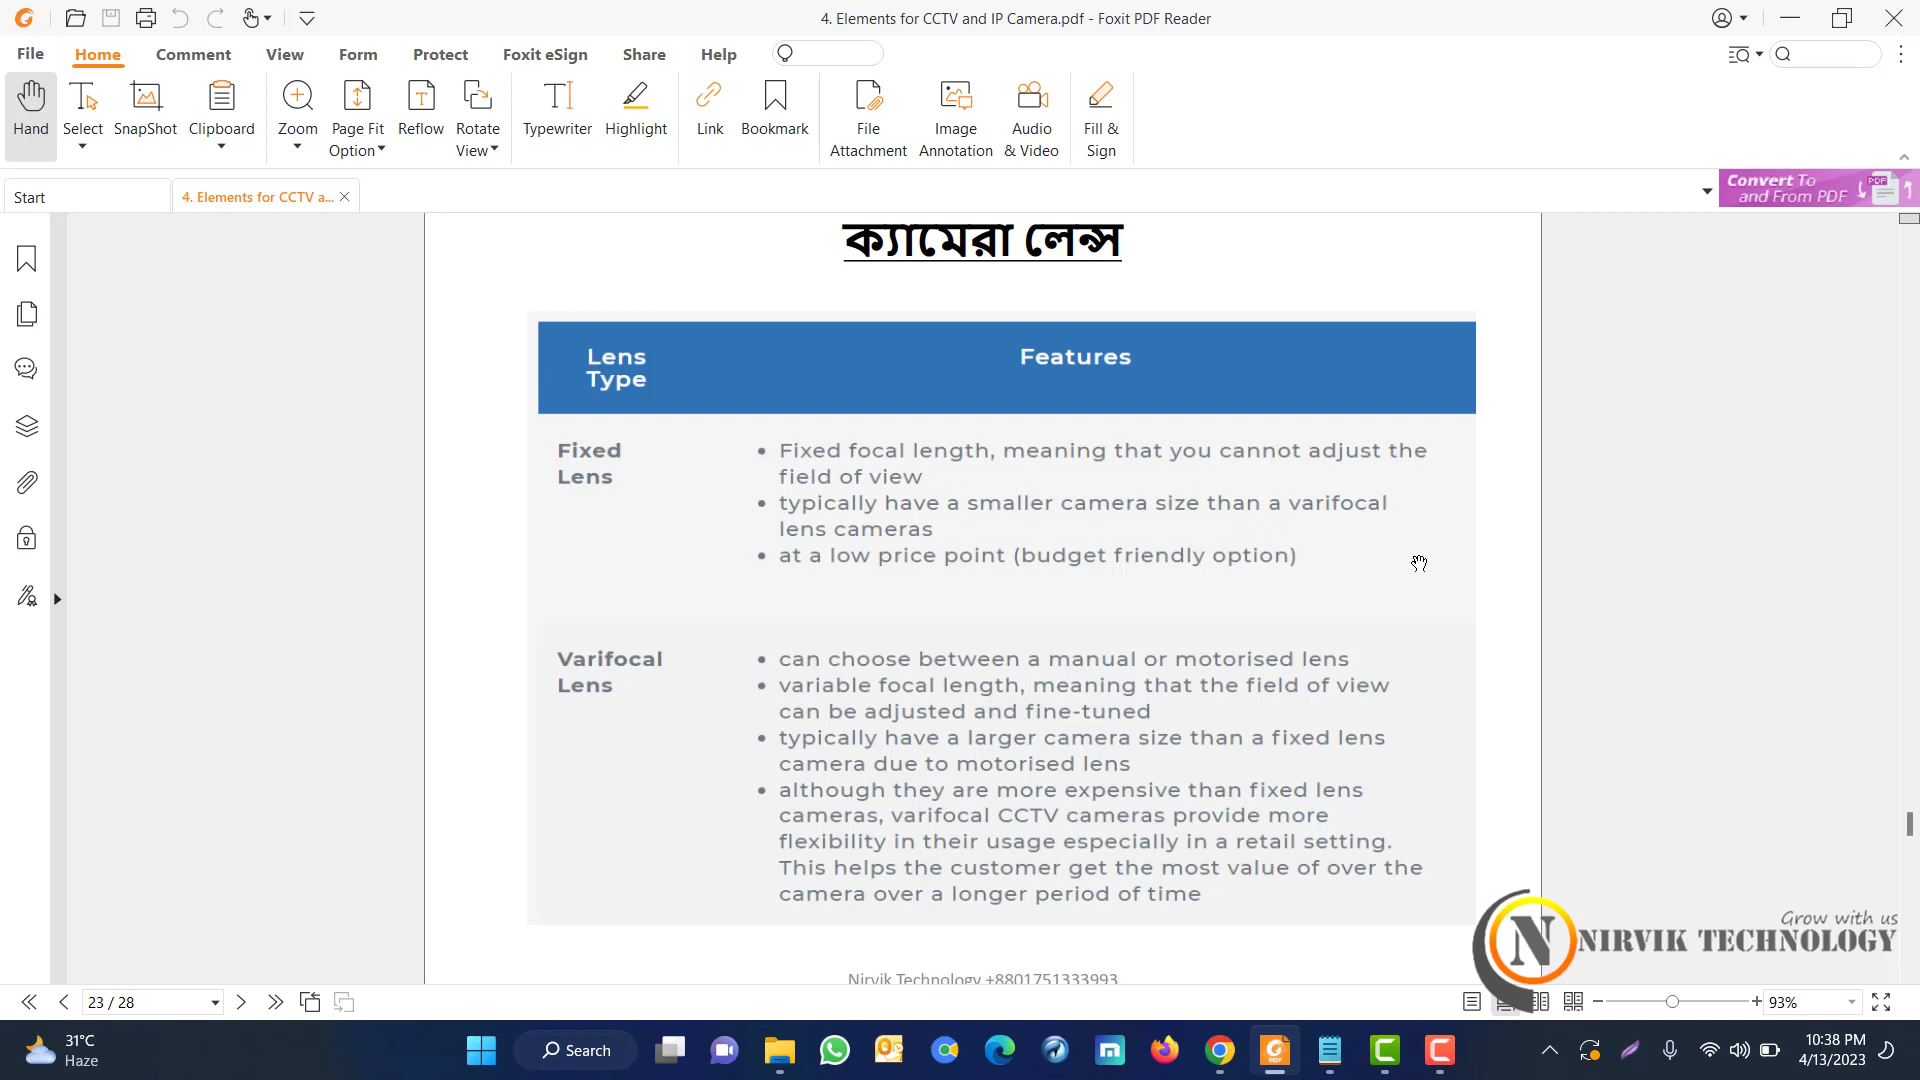 4. Elements for CCTV and IP Camera.pdf - Foxit PDF Reader
File Home Comment View Form Protect Foxit eSign Share Help
Hand Select SnapShot Clipboard Zoom Page Fit Option Reflow Rotate View Typewriter Highlight Link Bookmark File Attachment Image Annotation Audio & Video Fill & Sign
Start 4. Elements for CCTV a...
Convert To
and From PDF
PDF
ক্যামেরা লেন্স
Lens Type Features
Fixed Lens
• Fixed focal length, meaning that you cannot adjust the
field of view
• typically have a smaller camera size than a varifocal
lens cameras
• at a low price point (budget friendly option)
Varifocal Lens
• can choose between a manual or motorised lens
• variable focal length, meaning that the field of view
can be adjusted and fine-tuned
• typically have a larger camera size than a fixed lens
camera due to motorised lens
• although they are more expensive than fixed lens
cameras, varifocal CCTV cameras provide more
flexibility in their usage especially in a retail setting.
This helps the customer get the most value of over the
camera over a longer period of time
Grow with us
N NIRVIK TECHNOLOGY
Nirvik Technology +8801751333993
23 / 28 93%
31°C
Haze
Search
10:38 PM
4/13/2023